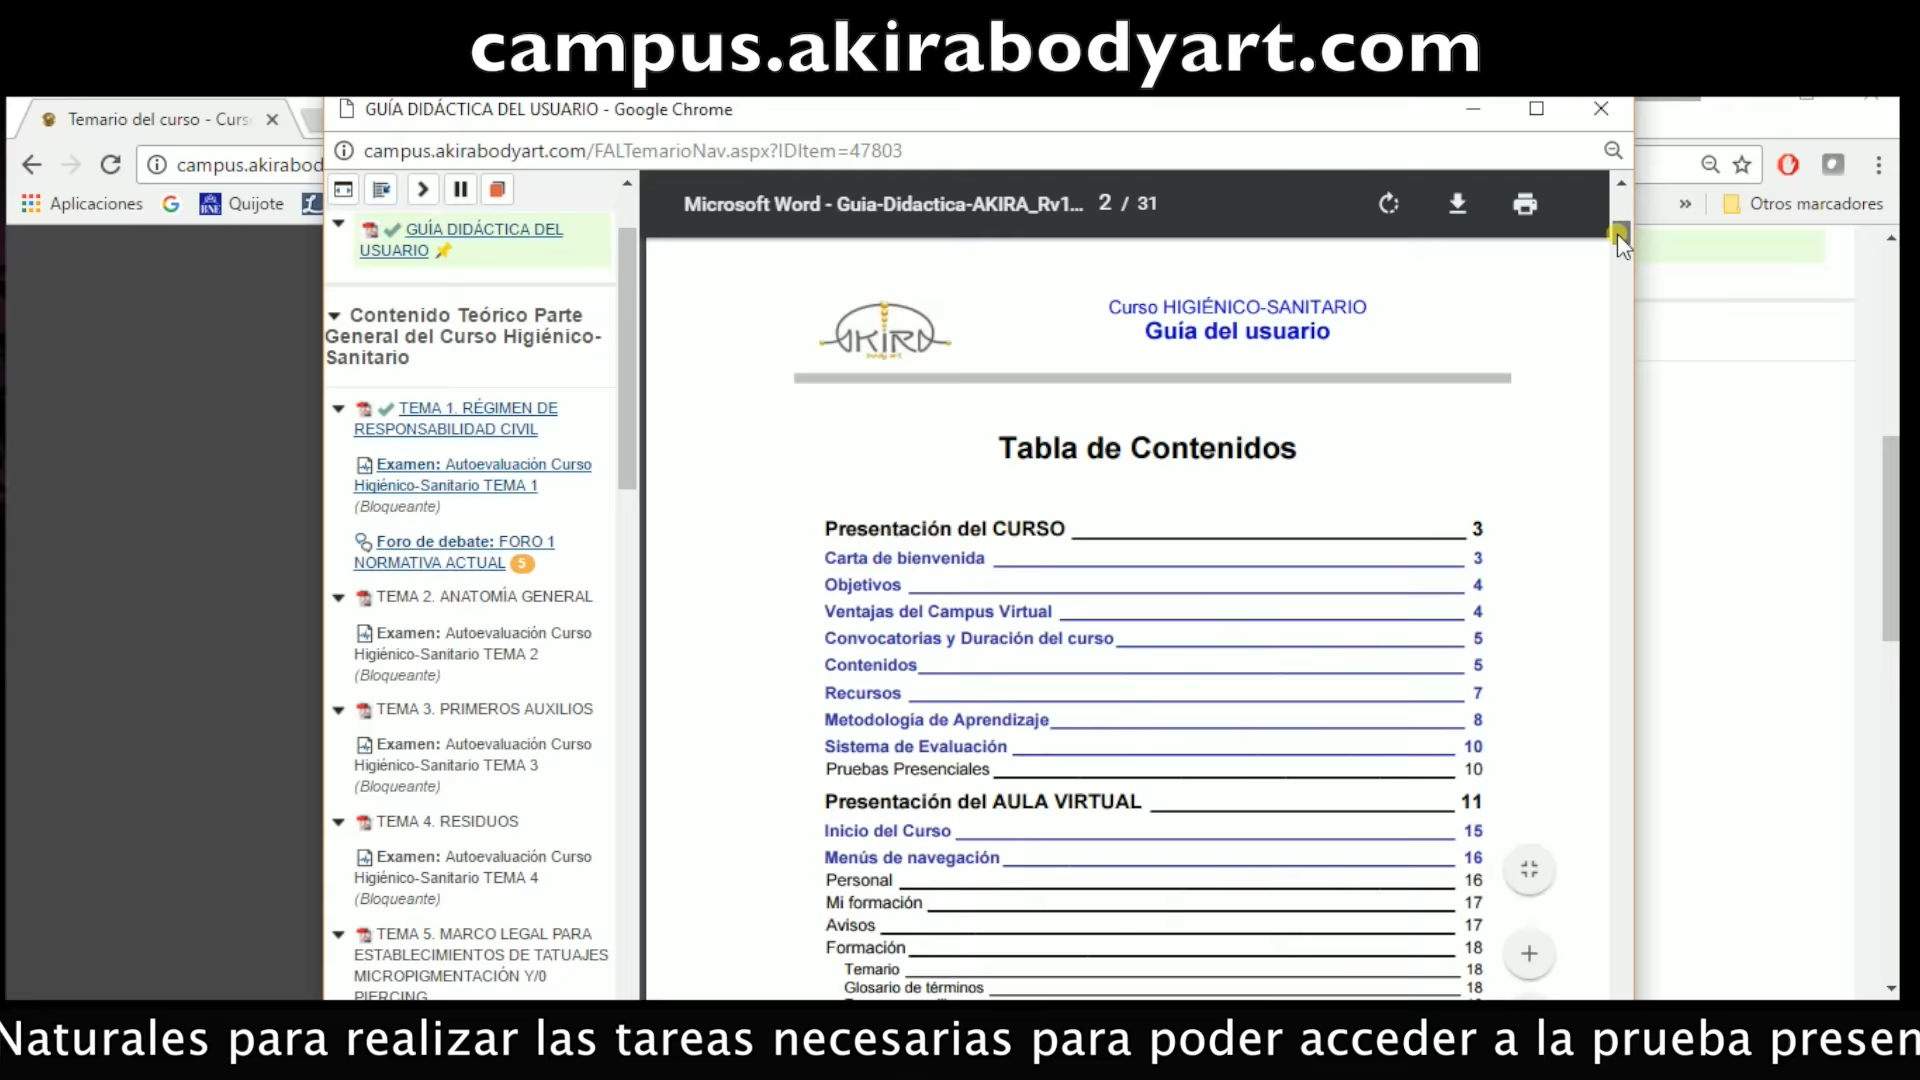 campus.akirabodyart.com
Temario del curso - Curs
GUÍA DIDÁCTICA DEL USUARIO - Google Chrome
campus.akirabod
campus.akirabodyart.com/FALTemarioNav.aspx?IDItem=47803
Aplicaciones
Quijote
Otros marcadores
Microsoft Word - Guia-Didactica-AKIRA_Rv1... 2 / 31
GUÍA DIDÁCTICA DEL
USUARIO
Contenido Teórico Parte
General del Curso Higiénico-
Sanitario
TEMA 1. RÉGIMEN DE
RESPONSABILIDAD CIVIL
Examen: Autoevaluación Curso
Higiénico-Sanitario TEMA 1
(Bloqueante)
Foro de debate: FORO 1
NORMATIVA ACTUAL 5
TEMA 2. ANATOMÍA GENERAL
Examen: Autoevaluación Curso
Higiénico-Sanitario TEMA 2
(Bloqueante)
TEMA 3. PRIMEROS AUXILIOS
Examen: Autoevaluación Curso
Higiénico-Sanitario TEMA 3
(Bloqueante)
TEMA 4. RESIDUOS
Examen: Autoevaluación Curso
Higiénico-Sanitario TEMA 4
(Bloqueante)
TEMA 5. MARCO LEGAL PARA
ESTABLECIMIENTOS DE TATUAJES
MICROPIGMENTACIÓN Y/0
PIERCING
AKIRA
body art
Curso HIGIÉNICO-SANITARIO
Guía del usuario
Tabla de Contenidos
Presentación del CURSO 3
Carta de bienvenida 3
Objetivos 4
Ventajas del Campus Virtual 4
Convocatorias y Duración del curso 5
Contenidos 5
Recursos 7
Metodología de Aprendizaje 8
Sistema de Evaluación 10
Pruebas Presenciales 10
Presentación del AULA VIRTUAL 11
Inicio del Curso 15
Menús de navegación 16
Personal 16
Mi formación 17
Avisos 17
Formación 18
Temario 18
Glosario de términos 18
Naturales para realizar las tareas necesarias para poder acceder a la prueba presen